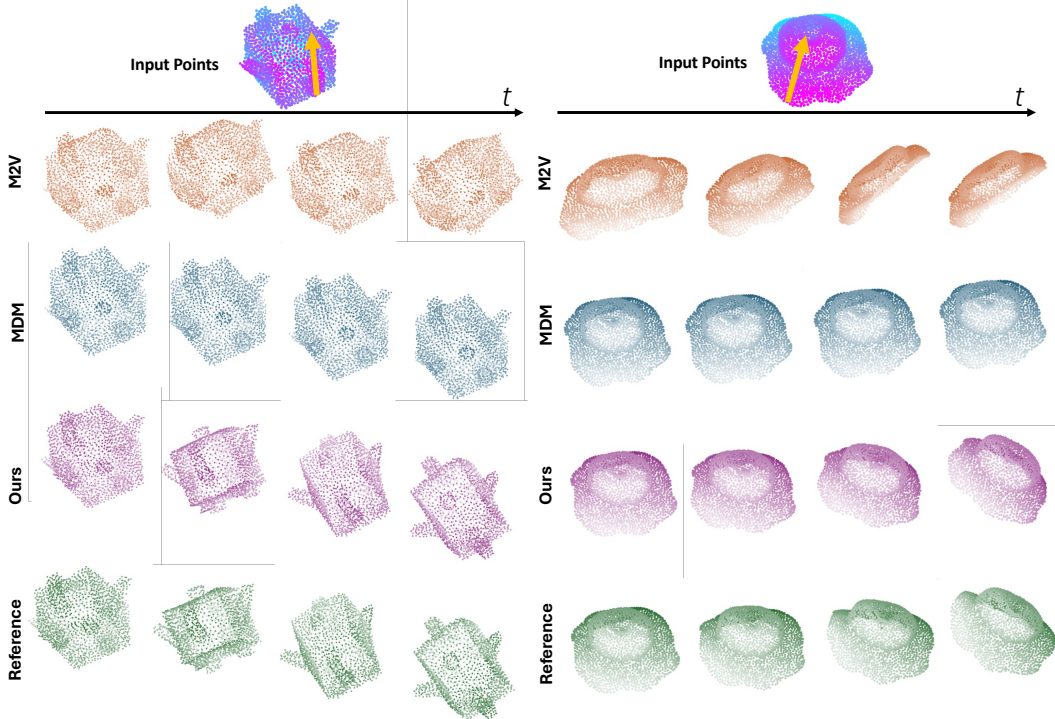 Input Points
Input Points
t
t
M2V
M2V
MDM
MDM
Ours
Ours
Reference
Reference